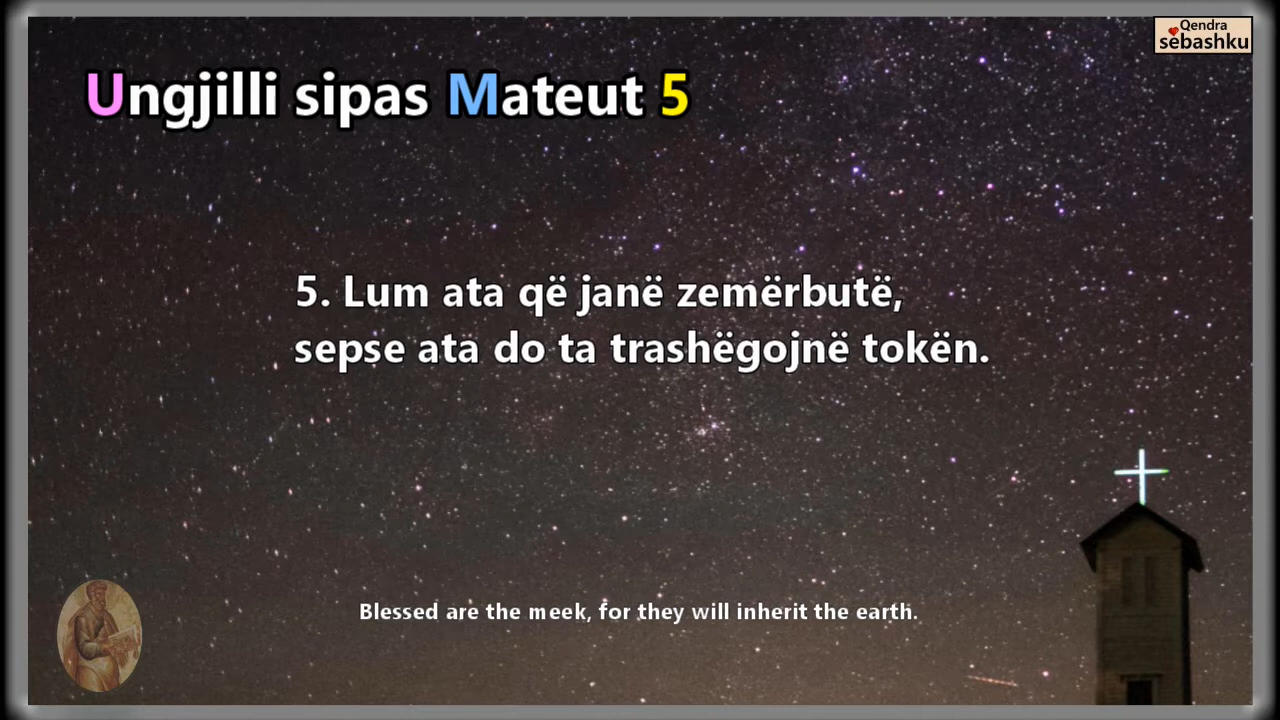 Qendra
sëbashku
Ungjilli sipas Mateut 5
5. Lum ata që janë zemërbutë,
sepse ata do ta trashëgojnë tokën.
Blessed are the meek, for they will inherit the earth.